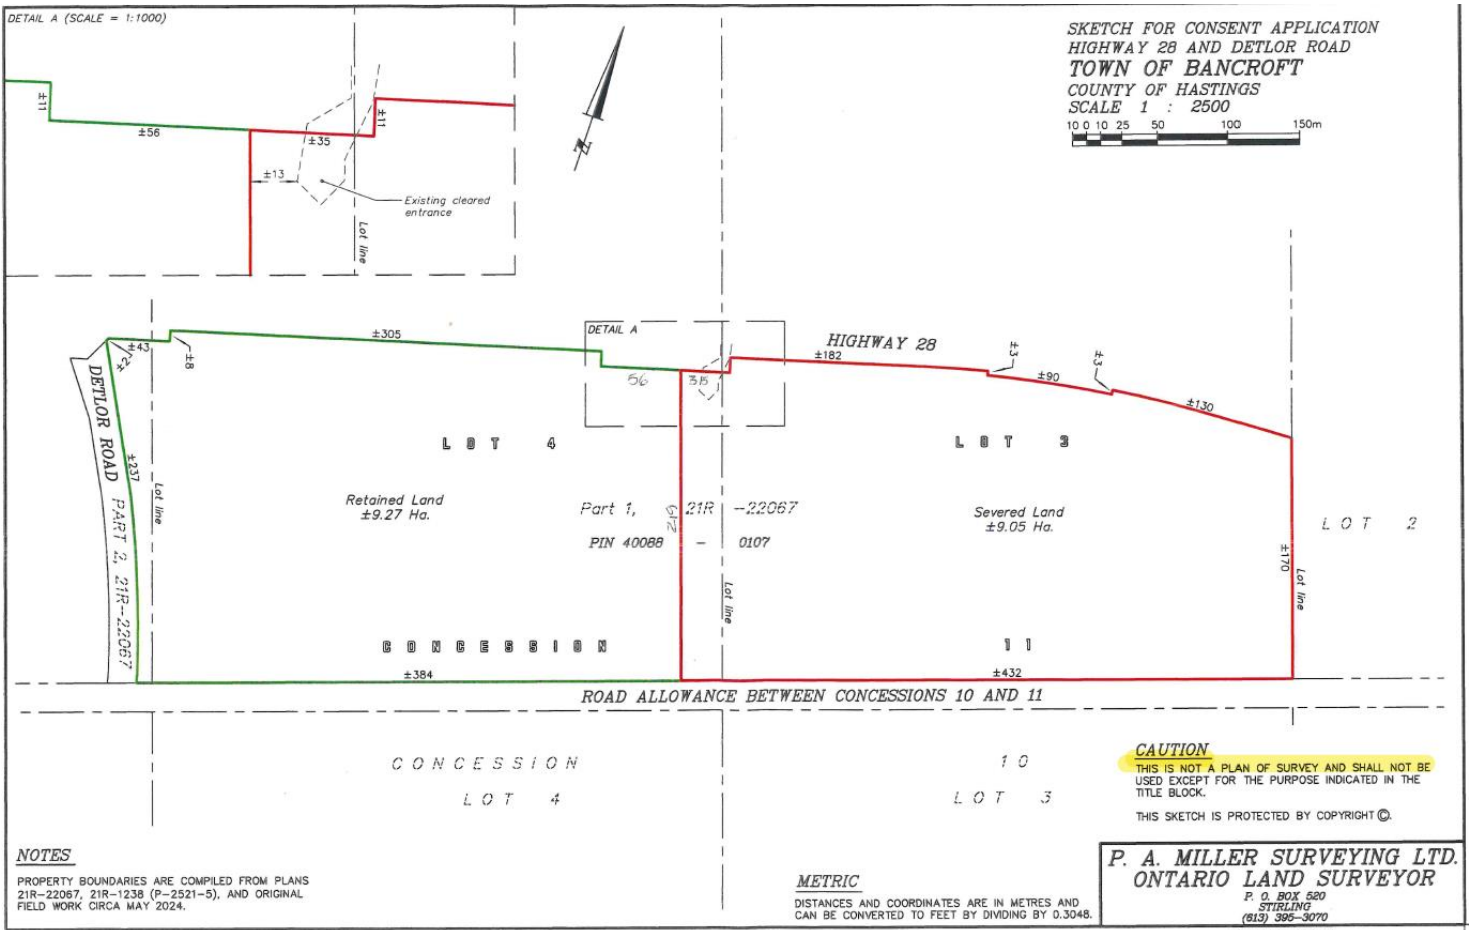 DETAIL A (SCALE = 1:1000)
±11
±56
±35
±11
±13
Existing cleared
entrance
Lot line
N
SKETCH FOR CONSENT APPLICATION
HIGHWAY 28 AND DETLOR ROAD
TOWN OF BANCROFT
COUNTY OF HASTINGS
SCALE 1 : 2500
10 0 10 25 50 100 150m
±43
±2
±8
±305
DETAIL A
56
HIGHWAY 28
±182
±3
±90
±3
±130
DETLOR ROAD
PART 2, 21R-22067
±237
Lot line
LOT 4
LOT 3
Retained Land
±9.27 Ha.
Part 1, 21R-22067
PIN 40088 - 0107
219
Lot line
Severed Land
±9.05 Ha.
±170
Lot line
LOT 2
CONCESSION 11
±384
±432
ROAD ALLOWANCE BETWEEN CONCESSIONS 10 AND 11
CONCESSION 10
LOT 4
LOT 3
CAUTION
THIS IS NOT A PLAN OF SURVEY AND SHALL NOT BE
USED EXCEPT FOR THE PURPOSE INDICATED IN THE
TITLE BLOCK.
THIS SKETCH IS PROTECTED BY COPYRIGHT ©.
NOTES
PROPERTY BOUNDARIES ARE COMPILED FROM PLANS
21R-22067, 21R-1238 (P-2521-5), AND ORIGINAL
FIELD WORK CIRCA MAY 2024.
METRIC
DISTANCES AND COORDINATES ARE IN METRES AND
CAN BE CONVERTED TO FEET BY DIVIDING BY 0.3048.
P. A. MILLER SURVEYING LTD.
ONTARIO LAND SURVEYOR
P. O. BOX 520
STIRLING
(613) 395-3070